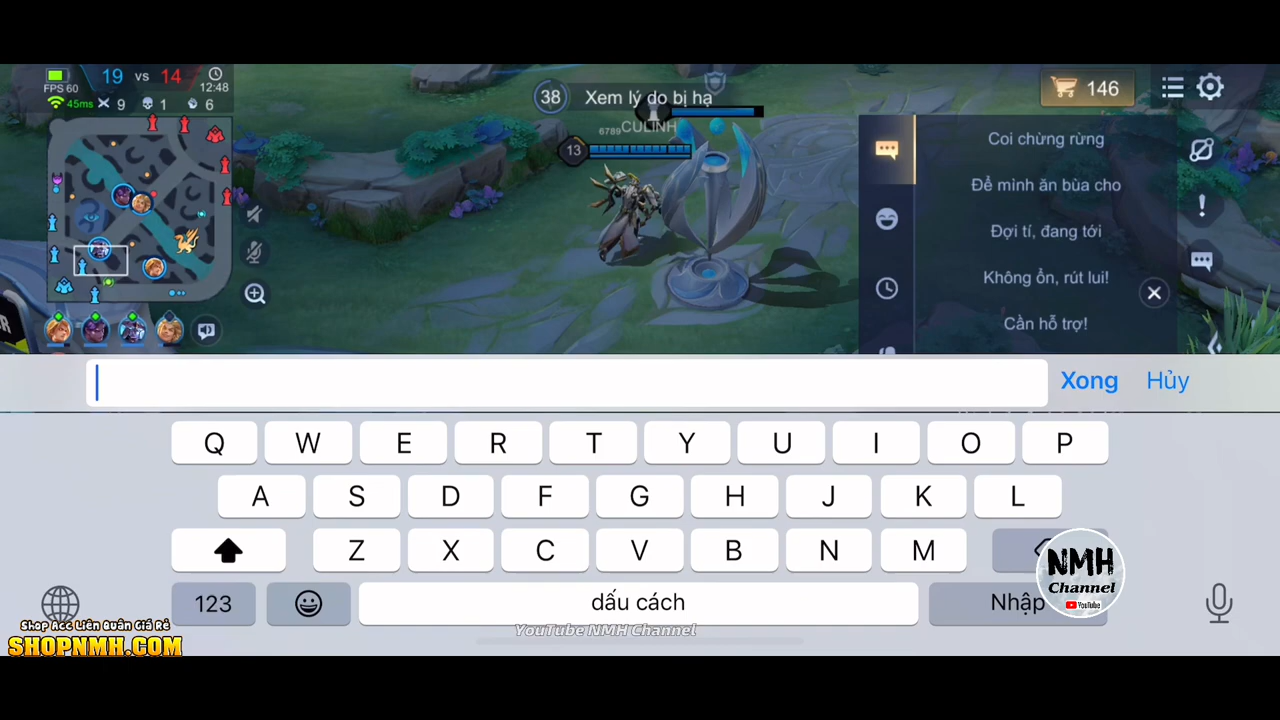 19 vs 14
FPS 60
12:48
45ms 9 1 6
38 Xem lý do bị hạ
6789CULINH
13
146
Coi chừng rừng
Để mình ăn bùa cho
Đợi tí, đang tới
Không ổn, rút lui!
Cần hỗ trợ!
Xong Hủy
Q W E R T Y U I O P
A S D F G H J K L
Z X C V B N M
123 dấu cách Nhập
NMH
Channel
YouTube
YouTube NMH Channel
Shop Acc Liên Quân Giá Rẻ
SHOPNMH.COM